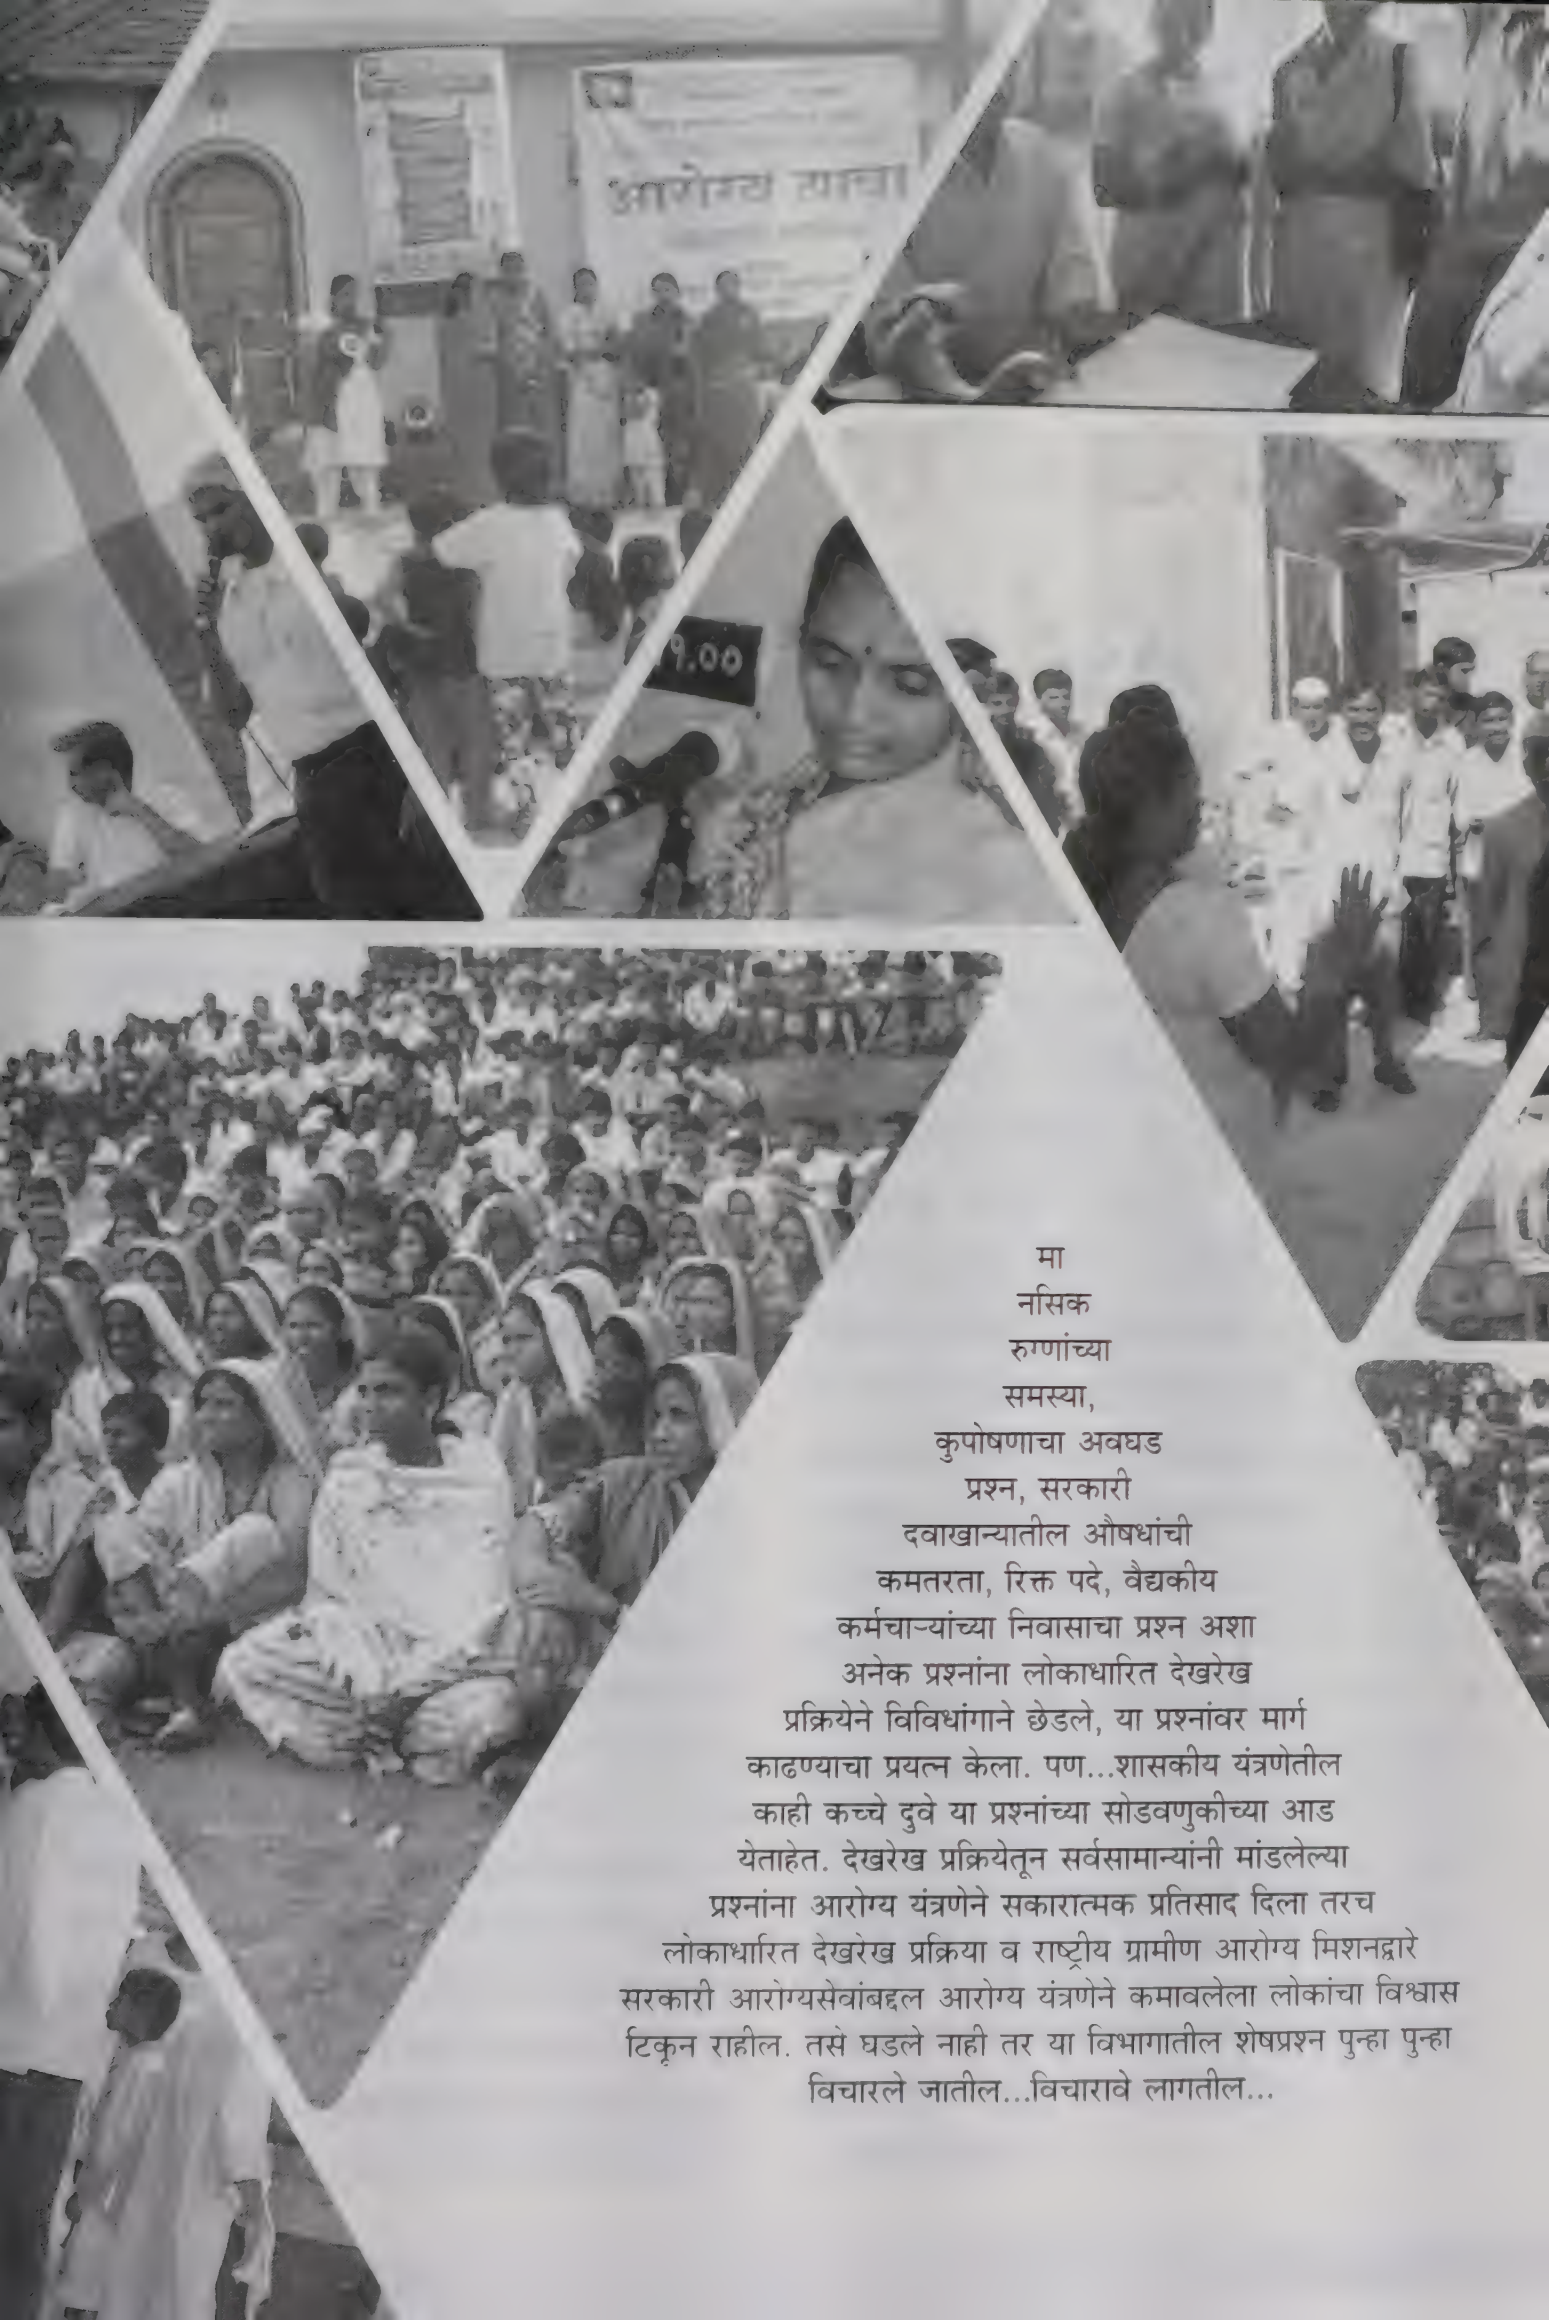 आरोग्य
९.००
मा
नसिक
रुग्णांच्या
समस्या,
कुपोषणाचा अवघड
प्रश्न, सरकारी
दवाखान्यातील औषधांची
कमतरता, रिक्त पदे, वैद्यकीय
कर्मचाऱ्यांच्या निवासाचा प्रश्न अशा
अनेक प्रश्नांना लोकाधारित देखरेख
प्रक्रियेने विविधांगाने छेडले, या प्रश्नांवर मार्ग
काढण्याचा प्रयत्न केला. पण...शासकीय यंत्रणेतील
काही कच्चे दुवे या प्रश्नांच्या सोडवणुकीच्या आड
येताहेत. देखरेख प्रक्रियेतून सर्वसामान्यांनी मांडलेल्या
प्रश्नांना आरोग्य यंत्रणेने सकारात्मक प्रतिसाद दिला तरच
लोकाधारित देखरेख प्रक्रिया व राष्ट्रीय ग्रामीण आरोग्य मिशनद्वारे
सरकारी आरोग्यसेवांबद्दल आरोग्य यंत्रणेने कमावलेला लोकांचा विश्वास
टिकून राहील. तसे घडले नाही तर या विभागातील शेषप्रश्न पुन्हा पुन्हा
विचारले जातील...विचारावे लागतील...